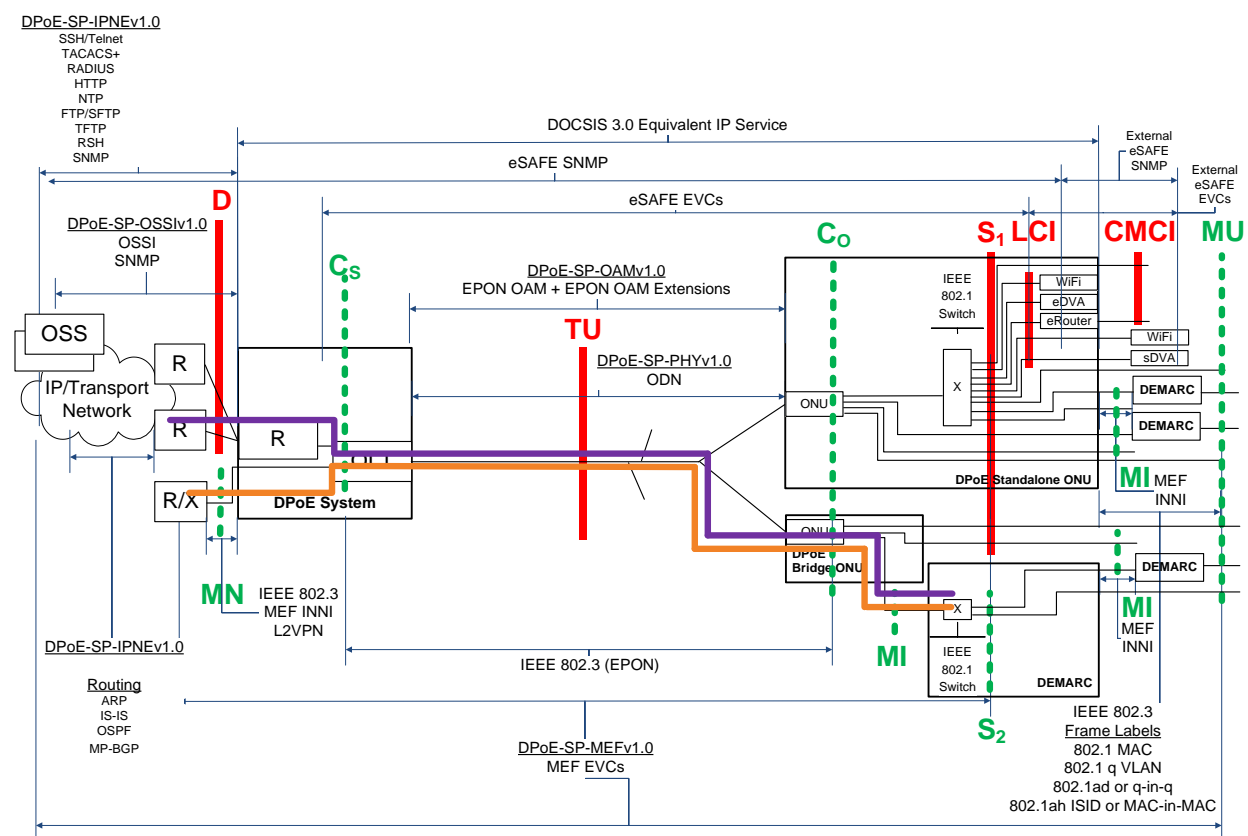 DPoE-SP-IPNEv1.0
SSH/Telnet
TACACS+
RADIUS
HTTP
NTP
FTP/SFTP
TFTP
RSH
SNMP
DOCSIS 3.0 Equivalent IP Service
External
eSAFE
SNMP
eSAFE SNMP
External
eSAFE
EVCs
D
eSAFE EVCs
DPoE-SP-OSSIv1.0
OSSI
SNMP
CS
CO
S1
LCI
CMCI
MU
DPoE-SP-OAMv1.0
EPON OAM + EPON OAM Extensions
IEEE
802.1
Switch
WiFi
eDVA
eRouter
WiFi
sDVA
OSS
TU
R
DPoE-SP-PHYv1.0
ODN
IP/Transport
Network
X
ONU
DEMARC
DEMARC
R
R
DPoE System
R/X
DPoE Standalone ONU
MI
MEF
INNI
ONU
DPoE
Bridge ONU
DEMARC
MN
IEEE 802.3
MEF INNI
L2VPN
X
MI
MEF
INNI
MI
DPoE-SP-IPNEv1.0
IEEE 802.3 (EPON)
IEEE
802.1
Switch
DEMARC
Routing
ARP
IS-IS
OSPF
MP-BGP
S2
IEEE 802.3
Frame Labels
802.1 MAC
802.1 q VLAN
802.1ad or q-in-q
802.1ah ISID or MAC-in-MAC
DPoE-SP-MEFv1.0
MEF EVCs